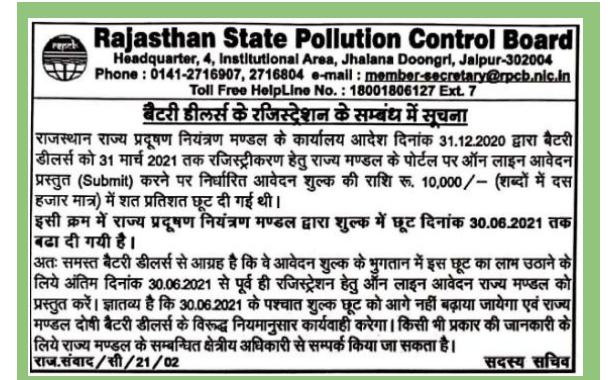 rspcb
Rajasthan State Pollution Control Board
Headquarter, 4, Institutional Area, Jhalana Doongri, Jaipur-302004
Phone : 0141-2716907, 2716804 e-mail : member-secretary@rpcb.nic.in
Toll Free HelpLine No. : 18001806127 Ext. 7
बैटरी डीलर्स के रजिस्ट्रेशन के सम्बंध में सूचना
राजस्थान राज्य प्रदूषण नियंत्रण मण्डल के कार्यालय आदेश दिनांक 31.12.2020 द्वारा बैटरी
डीलर्स को 31 मार्च 2021 तक रजिस्ट्रीकरण हेतु राज्य मण्डल के पोर्टल पर ऑन लाइन आवेदन
प्रस्तुत (Submit) करने पर निर्धारित आवेदन शुल्क की राशि रू. 10,000/– (शब्दों में दस
हजार मात्र) में शत प्रतिशत छूट दी गई थी।
इसी क्रम में राज्य प्रदूषण नियंत्रण मण्डल द्वारा शुल्क में छूट दिनांक 30.06.2021 तक
बढा दी गयी है।
अतः समस्त बैटरी डीलर्स से आग्रह है कि वे आवेदन शुल्क के भुगतान में इस छूट का लाभ उठाने के
लिये अंतिम दिनांक 30.06.2021 से पूर्व ही रजिस्ट्रेशन हेतु ऑन लाइन आवेदन राज्य मण्डल को
प्रस्तुत करें। ज्ञातव्य है कि 30.06.2021 के पश्चात शुल्क छूट को आगे नहीं बढ़ाया जायेगा एवं राज्य
मण्डल दोषी बैटरी डीलर्स के विरूद्ध नियमानुसार कार्यवाही करेगा। किसी भी प्रकार की जानकारी के
लिये राज्य मण्डल के सम्बन्धित क्षेत्रीय अधिकारी से सम्पर्क किया जा सकता है।
राज.संवाद/सी/21/02 सदस्य सचिव